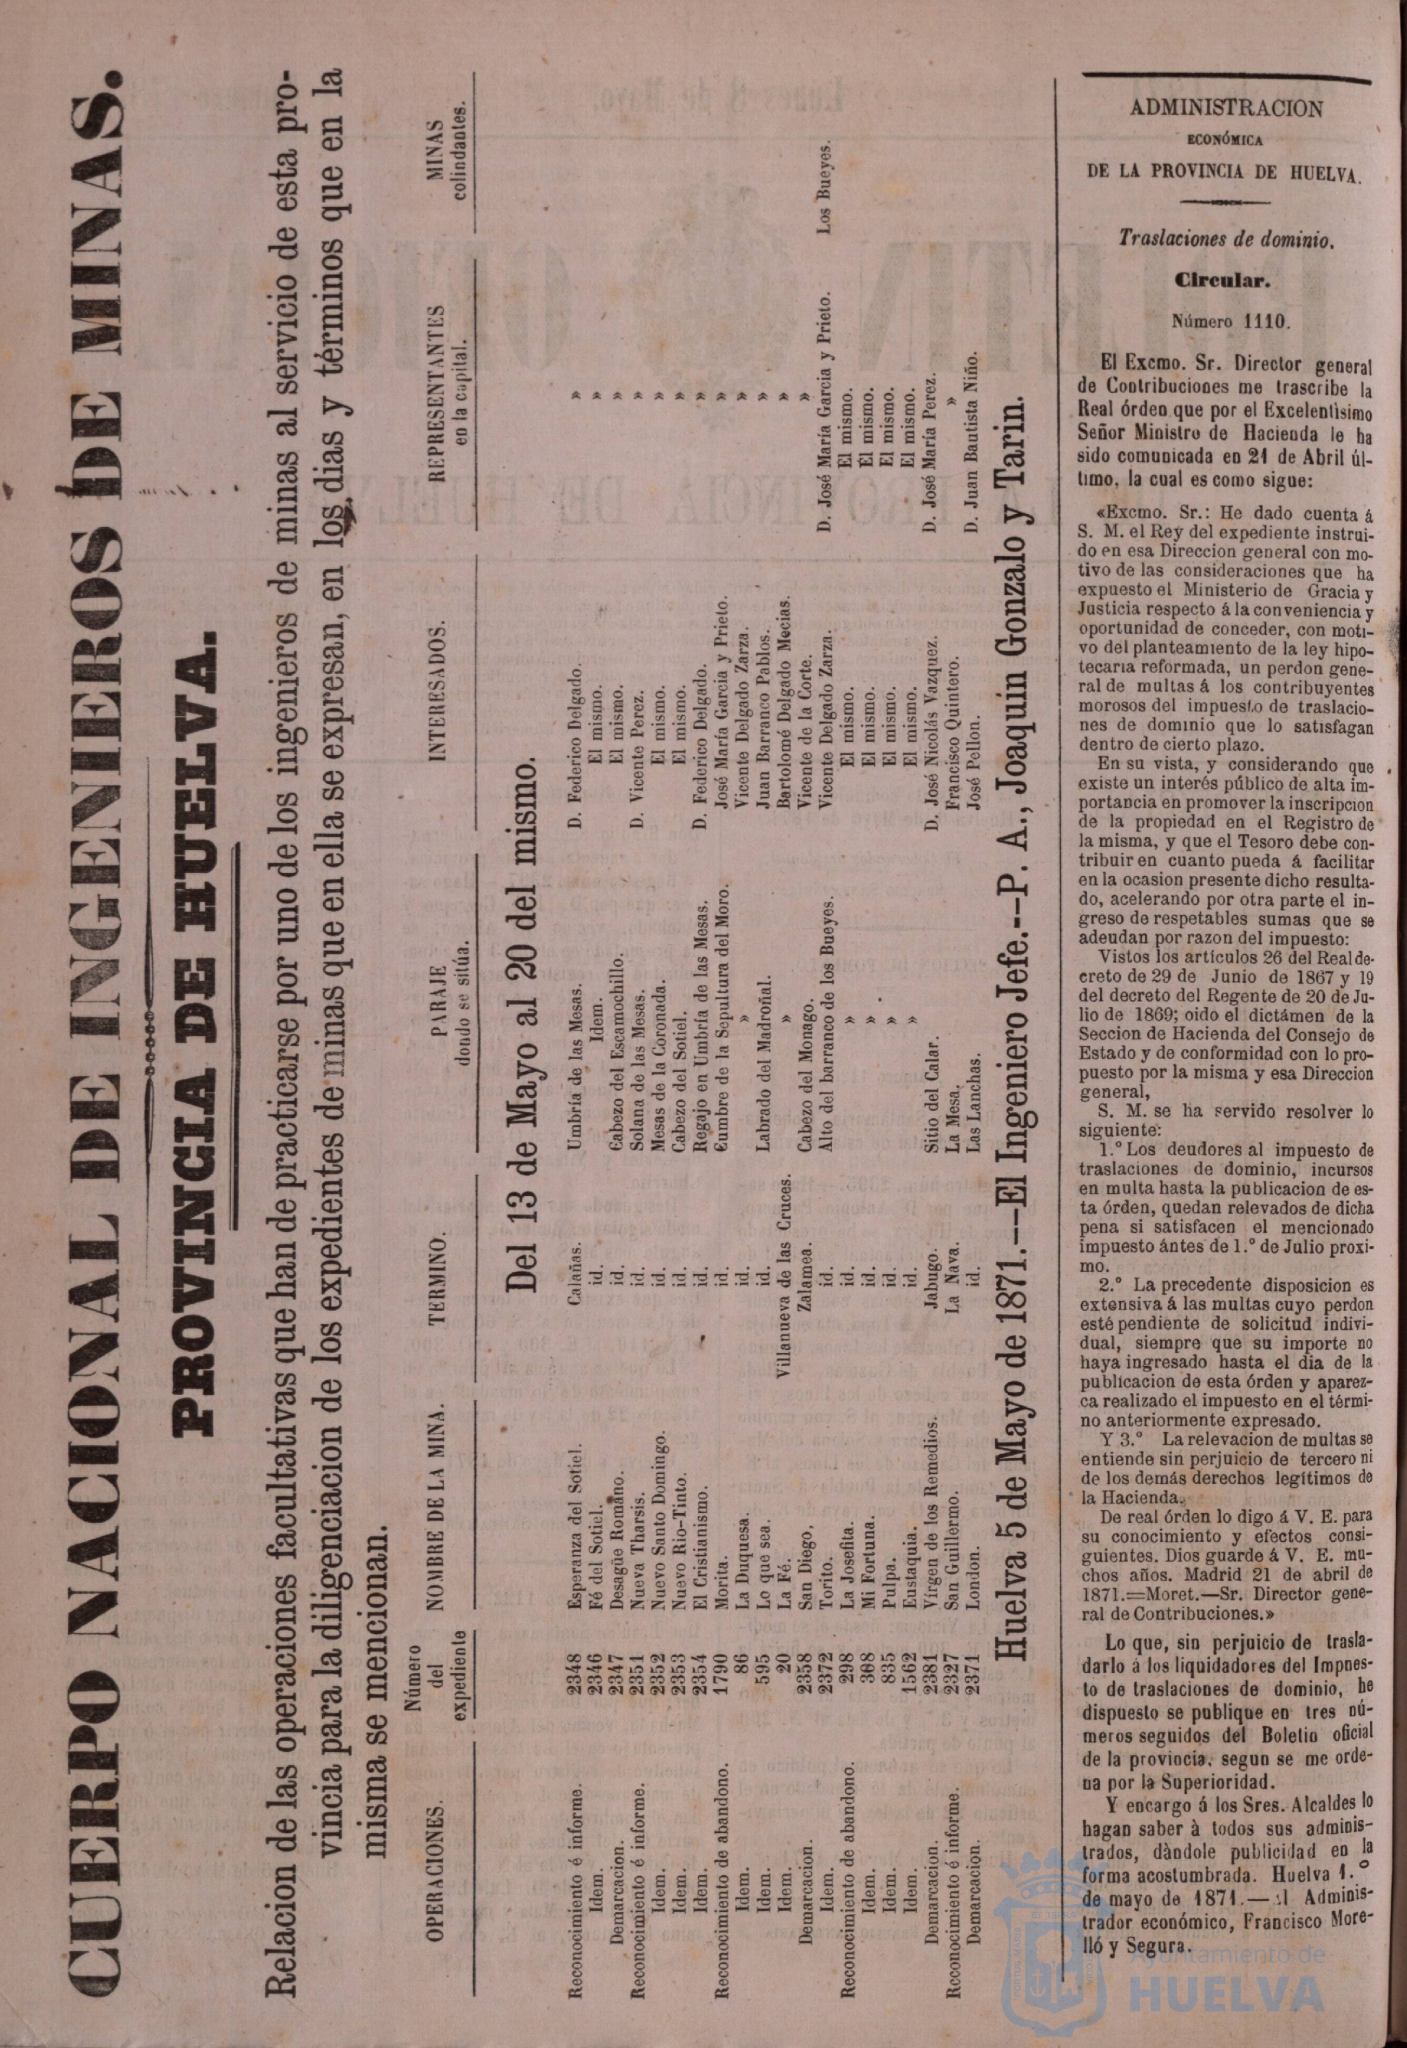 CUERPO NACIONAL DE INGENIEROS DE MINAS.
PROVINCIA DE HUELVA.
Relacion de las operaciones facultativas que han de practicarse por uno de los ingenieros de minas al servicio de esta pro-
vincia para la diligenciacion de los expedientes de minas que en ella se expresan, en los dias y términos que en la
misma se mencionan.
OPERACIONES. Número del expediente NOMBRE DE LA MINA. TERMINO. PARAJE dondo se sitúa. INTERESADOS. REPRESENTANTES en la capital. MINAS colindantes.
Del 13 de Mayo al 20 del mismo.
Reconocimiento é informe. 2348 Esperanza del Sotiel. Calañas. Umbría de las Mesas. D. Federico Delgado. »
Idem. 2346 Fé del Sotiel. id. Idem. El mismo. »
Demarcacion. 2347 Desagüe Romano. id. Cabezo del Escamochillo. El mismo. »
Reconocimiento é informe. 2351 Nueva Tharsis. id. Solana de las Mesas. D. Vicente Perez. »
Idem. 2352 Nuevo Santo Domingo. id. Mesas de la Coronada. El mismo. »
Idem. 2353 Nuevo Rio-Tinto. id. Cabezo del Sotiel. El mismo. »
Idem. 2354 El Cristianismo. id. Regajo en Umbría de las Mesas. D. Federico Delgado. »
Reconocimiento de abandono. 1790 Morita. id. Cumbre de la Sepultura del Moro. José María Garcia y Prieto. »
Idem. 86 La Duquesa. id. » Vicente Delgado Zarza. »
Idem. 595 Lo que sea. id. Labrado del Madroñal. Juan Barranco Pablos. »
Idem. 20 La Fé. Villanueva de las Cruces. » Bartolomé Delgado Mecias. »
Demarcacion. 2358 San Diego. Zalamea. Cabezo del Monago. Vicente de la Corte. »
Idem. 2372 Torito. id. Alto del barranco de los Bueyes. Vicente Delgado Zarza. D. José María Garcia y Prieto. Los Bueyes.
Reconocimiento de abandono. 298 La Josefita. id. » El mismo. El mismo.
Idem. 308 Mi Fortuna. id. » El mismo. El mismo.
Idem. 835 Pulpa. id. » El mismo. El mismo.
Idem. 1562 Eustaquia. id. » El mismo. El mismo.
Demarcacion. 2381 Vírgen de los Remedios. Jabugo. Sitio del Calar. D. José Nicolás Vazquez. D. José María Perez.
Reconocimiento é informe. 2327 San Guillermo. La Nava. La Mesa. Francisco Quintero. »
Demarcacion. 2371 London. id. Las Lanchas. José Pellon. D. Juan Bautista Niño.
Huelva 5 de Mayo de 1871.--El Ingeniero Jefe.--P. A., Joaquin Gonzalo y Tarin.
ADMINISTRACION
ECONÓMICA
DE LA PROVINCIA DE HUELVA.
Traslaciones de dominio.
Circular.
Número 1110.
El Excmo. Sr. Director general
de Contribuciones me trascribe la
Real órden que por el Excelentísimo
Señor Ministro de Hacienda le ha
sido comunicada en 21 de Abril úl-
timo, la cual es como sigue:
«Excmo. Sr.: He dado cuenta á
S. M. el Rey del expediente instrui-
do en esa Direccion general con mo-
tivo de las consideraciones que ha
expuesto el Ministerio de Gracia y
Justicia respecto á la conveniencia y
oportunidad de conceder, con moti-
vo del planteamiento de la ley hipo-
tecaria reformada, un perdon gene-
ral de multas á los contribuyentes
morosos del impuesto de traslacio-
nes de dominio que lo satisfagan
dentro de cierto plazo.
En su vista, y considerando que
existe un interés público de alta im-
portancia en promover la inscripcion
de la propiedad en el Registro de
la misma, y que el Tesoro debe con-
tribuir en cuanto pueda á facilitar
en la ocasion presente dicho resulta-
do, acelerando por otra parte el in-
greso de respetables sumas que se
adeudan por razon del impuesto:
Vistos los artículos 26 del Real de-
creto de 29 de Junio de 1867 y 19
del decreto del Regente de 20 de Ju-
lio de 1869; oido el dictámen de la
Seccion de Hacienda del Consejo de
Estado y de conformidad con lo pro-
puesto por la misma y esa Direccion
general,
S. M. se ha servido resolver lo
siguiente:
1.º Los deudores al impuesto de
traslaciones de dominio, incursos
en multa hasta la publicacion de es-
ta órden, quedan relevados de dicha
pena si satisfacen el mencionado
impuesto ántes de 1.º de Julio proxi-
mo.
2.º La precedente disposicion es
extensiva á las multas cuyo perdon
esté pendiente de solicitud indivi-
dual, siempre que su importe no
haya ingresado hasta el dia de la
publicacion de esta órden y aparez-
ca realizado el impuesto en el térmi-
no anteriormente expresado.
Y 3.º La relevacion de multas se
entiende sin perjuicio de tercero ni
de los demás derechos legítimos de
la Hacienda.
De real órden lo digo á V. E. para
su conocimiento y efectos consi-
guientes. Dios guarde á V. E. mu-
chos años. Madrid 21 de abril de
1871.=Moret.—Sr. Director gene-
ral de Contribuciones.»
Lo que, sin perjuicio de trasla-
darlo á los liquidadores del Impnes-
to de traslaciones de dominio, he
dispuesto se publique en tres nú-
meros seguidos del Boletin oficial
de la provincia, segun se me orde-
na por la Superioridad.
Y encargo á los Sres. Alcaldes lo
hagan saber à todos sus adminis-
trados, dàndole publicidad en la
forma acostumbrada. Huelva 1.º
de mayo de 1871.—El Adminis-
trador económico, Francisco More-
lló y Segura.
Ayuntamiento de
HUELVA